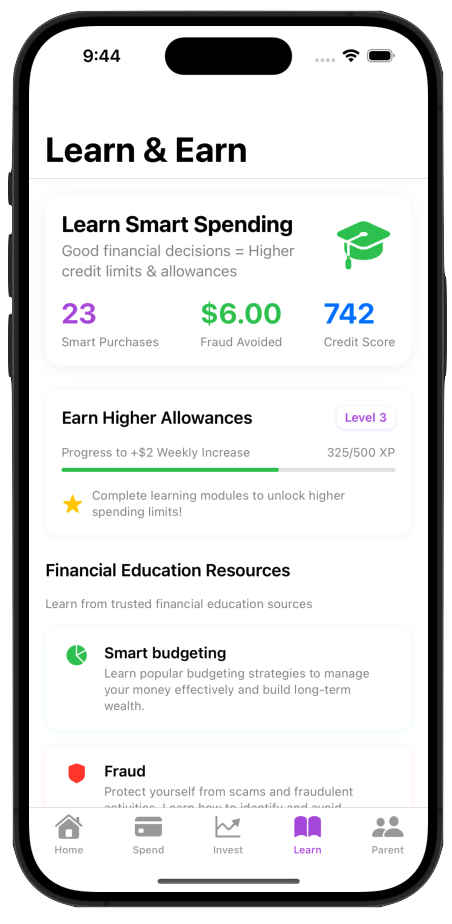 9:44
Learn & Earn
Learn Smart Spending
Good financial decisions = Higher
credit limits & allowances
23
$6.00
742
Smart Purchases
Fraud Avoided
Credit Score
Earn Higher Allowances
Level 3
Progress to +$2 Weekly Increase
325/500 XP
Complete learning modules to unlock higher
spending limits!
Financial Education Resources
Learn from trusted financial education sources
Smart budgeting
Learn popular budgeting strategies to manage
your money effectively and build long-term
wealth.
Fraud
Protect yourself from scams and fraudulent
activities. Learn how to identify and avoid
Home
Spend
Invest
Learn
Parent